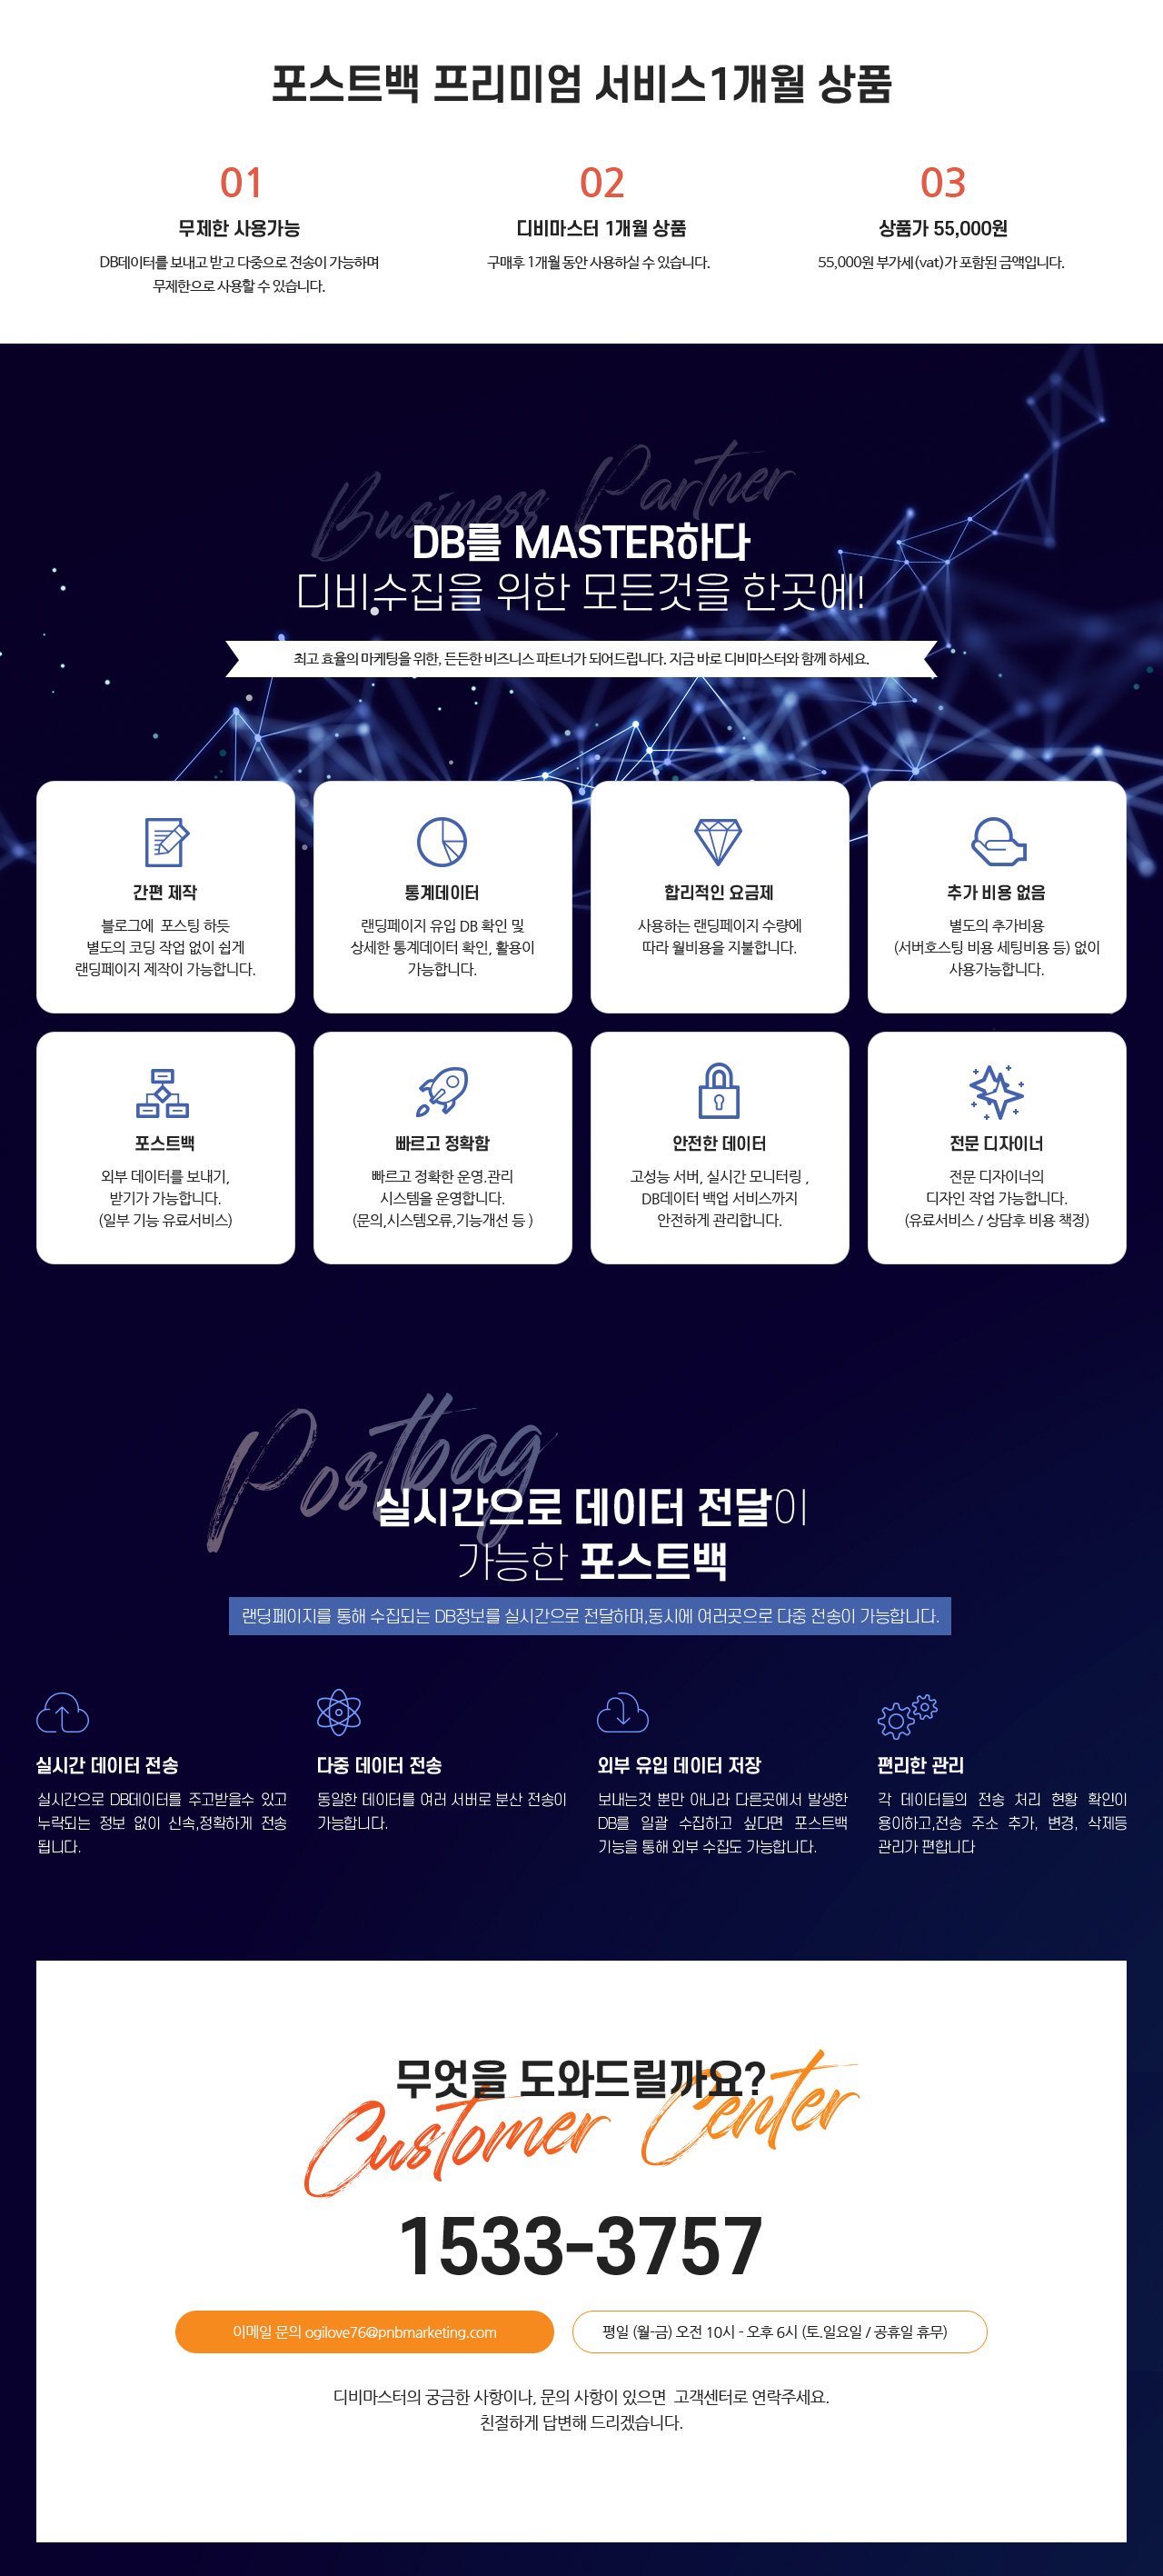 포스트백 프리미엄 서비스1개월 상품
01
무제한 사용가능
DB데이터를 보내고 받고 다중으로 전송이 가능하며
무제한으로 사용할 수 있습니다.
02
디비마스터 1개월 상품
구매후 1개월 동안 사용하실 수 있습니다.
03
상품가 55,000원
55,000원 부가세(vat)가 포함된 금액입니다.
Business Partner
DB를 MASTER하다
디비수집을 위한 모든것을 한곳에!
최고 효율의 마케팅을 위한, 든든한 비즈니스 파트너가 되어드립니다. 지금 바로 디비마스터와 함께 하세요.
간편 제작
블로그에 포스팅 하듯
별도의 코딩 작업 없이 쉽게
랜딩페이지 제작이 가능합니다.
통계데이터
랜딩페이지 유입 DB 확인 및
상세한 통계데이터 확인, 활용이
가능합니다.
합리적인 요금제
사용하는 랜딩페이지 수량에
따라 월비용을 지불합니다.
추가 비용 없음
별도의 추가비용
(서버호스팅 비용 세팅비용 등) 없이
사용가능합니다.
포스트백
외부 데이터를 보내기,
받기가 가능합니다.
(일부 기능 유료서비스)
빠르고 정확함
빠르고 정확한 운영.관리
시스템을 운영합니다.
(문의,시스템오류,기능개선 등 )
안전한 데이터
고성능 서버, 실시간 모니터링 ,
DB데이터 백업 서비스까지
안전하게 관리합니다.
전문 디자이너
전문 디자이너의
디자인 작업 가능합니다.
(유료서비스 / 상담후 비용 책정)
Postbag
실시간으로 데이터 전달이
가능한 포스트백
랜딩페이지를 통해 수집되는 DB정보를 실시간으로 전달하며,동시에 여러곳으로 다중 전송이 가능합니다.
실시간 데이터 전송
실시간으로 DB데이터를 주고받을수 있고
누락되는 정보 없이 신속,정확하게 전송
됩니다.
다중 데이터 전송
동일한 데이터를 여러 서버로 분산 전송이
가능합니다.
외부 유입 데이터 저장
보내는것 뿐만 아니라 다른곳에서 발생한
DB를 일괄 수집하고 싶다면 포스트백
기능을 통해 외부 수집도 가능합니다.
편리한 관리
각 데이터들의 전송 처리 현황 확인이
용이하고,전송 주소 추가, 변경, 삭제등
관리가 편합니다
무엇을 도와드릴까요?
Customer Center
1533-3757
이메일 문의 ogilove76@pnbmarketing.com
평일 (월-금) 오전 10시 - 오후 6시 (토.일요일 / 공휴일 휴무)
디비마스터의 궁금한 사항이나, 문의 사항이 있으면 고객센터로 연락주세요.
친절하게 답변해 드리겠습니다.